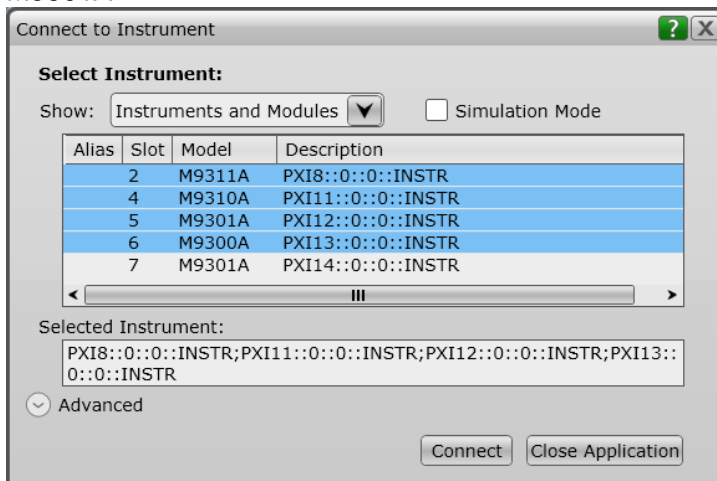 Connect to Instrument ? X
Select Instrument:
Show: Instruments and Modules Simulation Mode
Alias Slot Model Description
2 M9311A PXI8::0::0::INSTR
4 M9310A PXI11::0::0::INSTR
5 M9301A PXI12::0::0::INSTR
6 M9300A PXI13::0::0::INSTR
7 M9301A PXI14::0::0::INSTR
Selected Instrument:
PXI8::0::0::INSTR;PXI11::0::0::INSTR;PXI12::0::0::INSTR;PXI13::
0::0::INSTR
Advanced
Connect Close Application